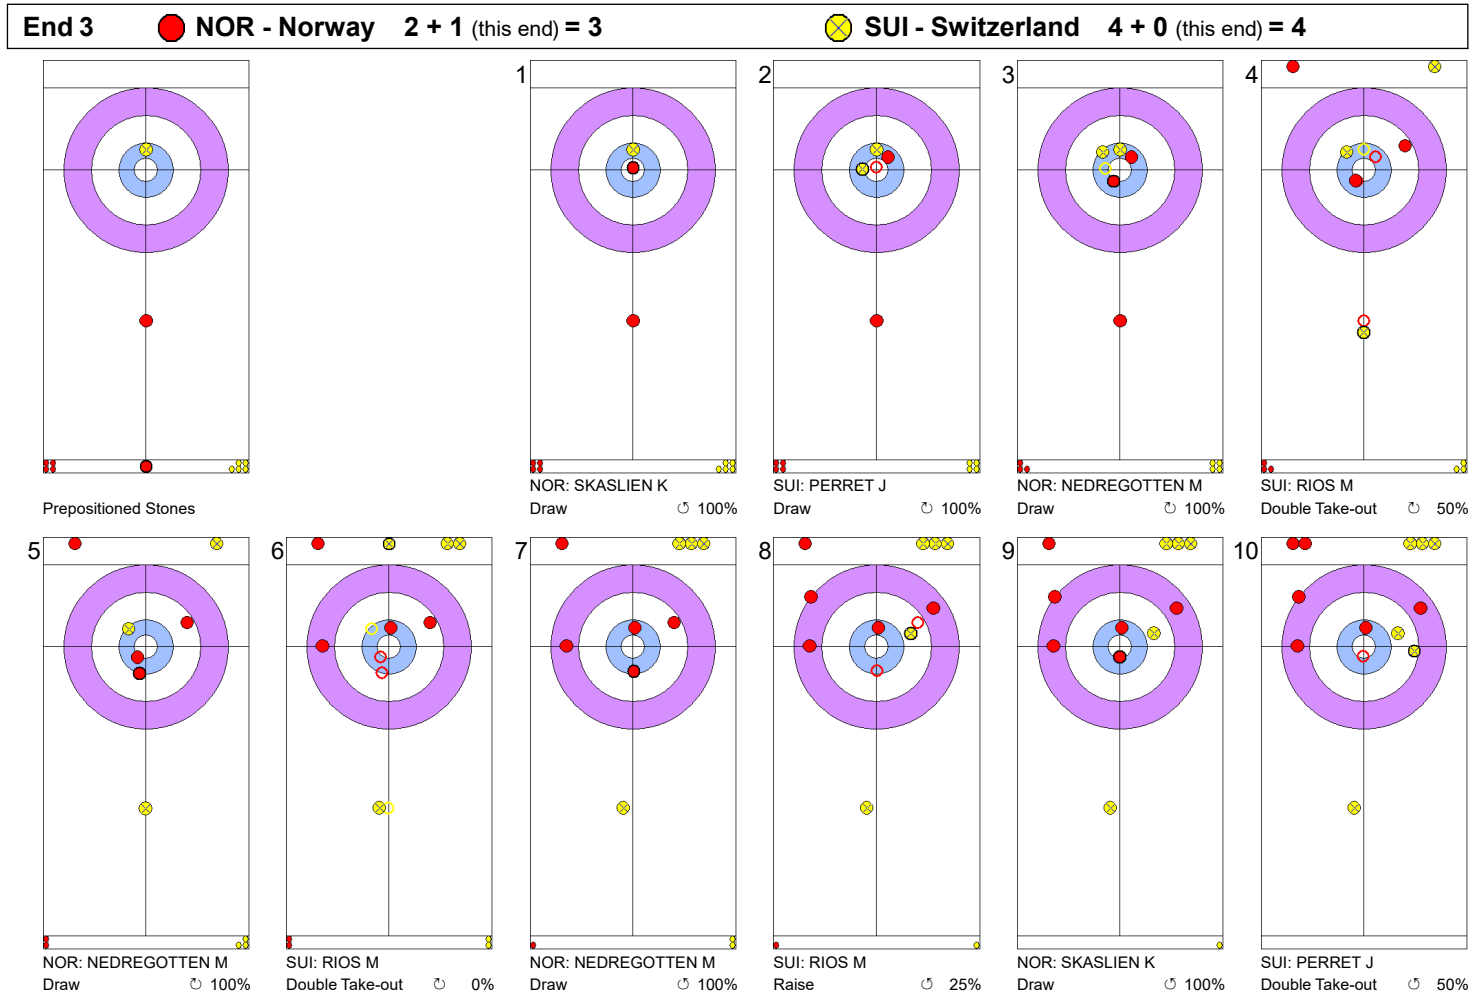 End 3 NOR - Norway 2 + 1 (this end) = 3 SUI - Switzerland 4 + 0 (this end) = 4
1 2 3 4
Prepositioned Stones
NOR: SKASLIEN K
Draw ↻ 100%
SUI: PERRET J
Draw ↻ 100%
NOR: NEDREGOTTEN M
Draw ↻ 100%
SUI: RIOS M
Double Take-out ↻ 50%
5 6 7 8 9 10
NOR: NEDREGOTTEN M
Draw ↻ 100%
SUI: RIOS M
Double Take-out ↻ 0%
NOR: NEDREGOTTEN M
Draw ↺ 100%
SUI: RIOS M
Raise ↺ 25%
NOR: SKASLIEN K
Draw ↺ 100%
SUI: PERRET J
Double Take-out ↻ 50%